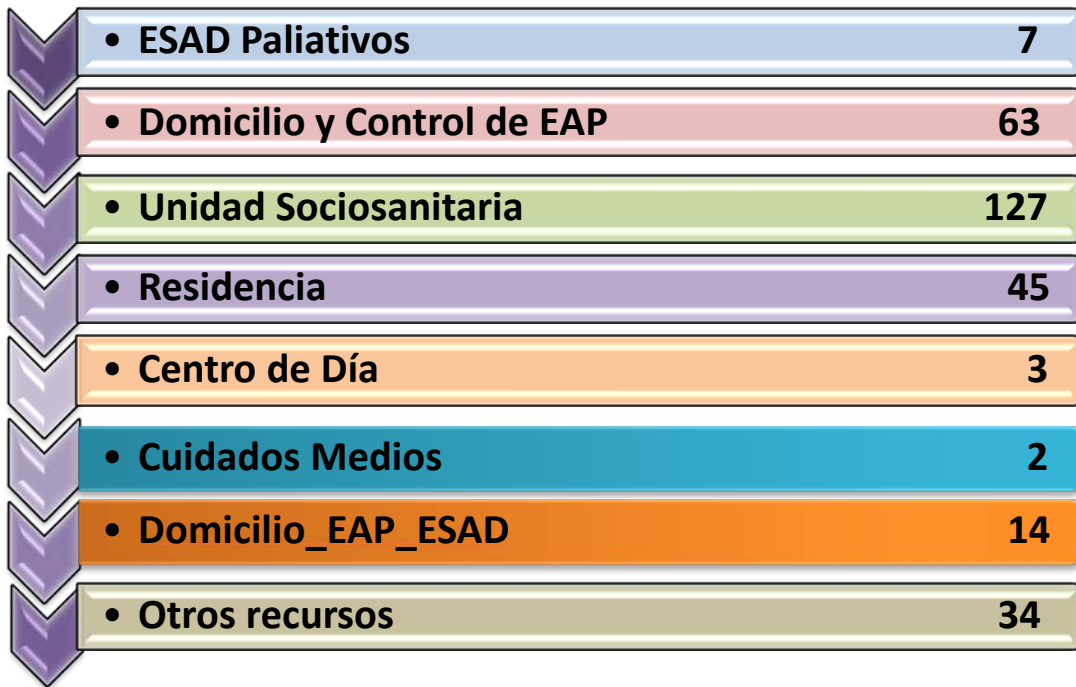 • ESAD Paliativos 7
• Domicilio y Control de EAP 63
• Unidad Sociosanitaria 127
• Residencia 45
• Centro de Día 3
• Cuidados Medios 2
• Domicilio_EAP_ESAD 14
• Otros recursos 34